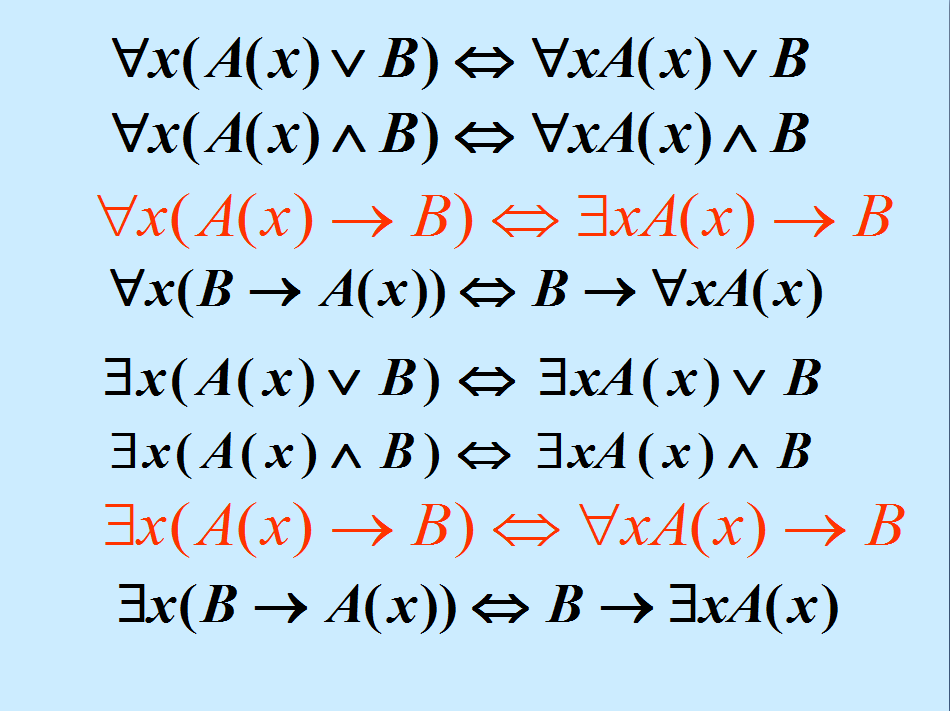 ∀x(A(x)∨B)⇔∀xA(x)∨B
∀x(A(x)∧B)⇔∀xA(x)∧B
∀x(A(x)→B)⇔∃xA(x)→B
∀x(B→A(x))⇔B→∀xA(x)
∃x(A(x)∨B)⇔∃xA(x)∨B
∃x(A(x)∧B)⇔∃xA(x)∧B
∃x(A(x)→B)⇔∀xA(x)→B
∃x(B→A(x))⇔B→∃xA(x)